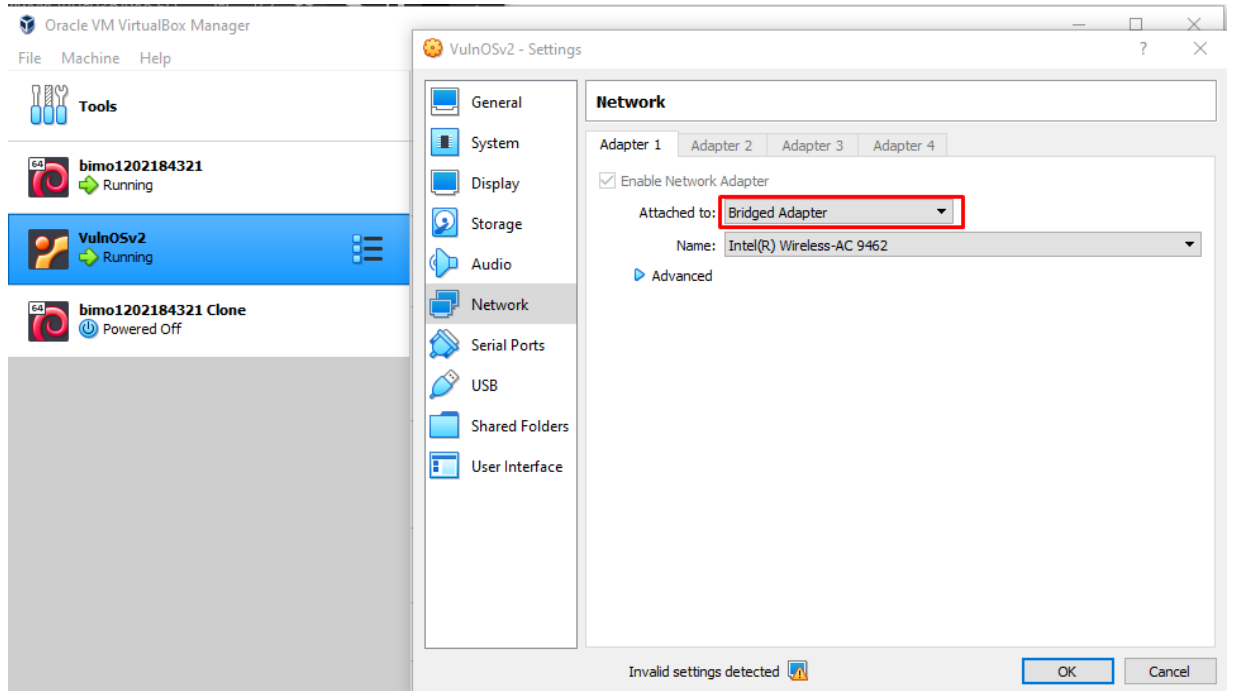 Oracle VM VirtualBox Manager
File Machine Help
Tools
64
bimo1202184321
Running
VulnOSv2
Running
64
bimo1202184321 Clone
Powered Off
VulnOSv2 - Settings
?
General
System
Display
Storage
Audio
Network
Serial Ports
USB
Shared Folders
User Interface
Network
Adapter 1 Adapter 2 Adapter 3 Adapter 4
Enable Network Adapter
Attached to: Bridged Adapter
Name: Intel(R) Wireless-AC 9462
Advanced
Invalid settings detected
OK Cancel